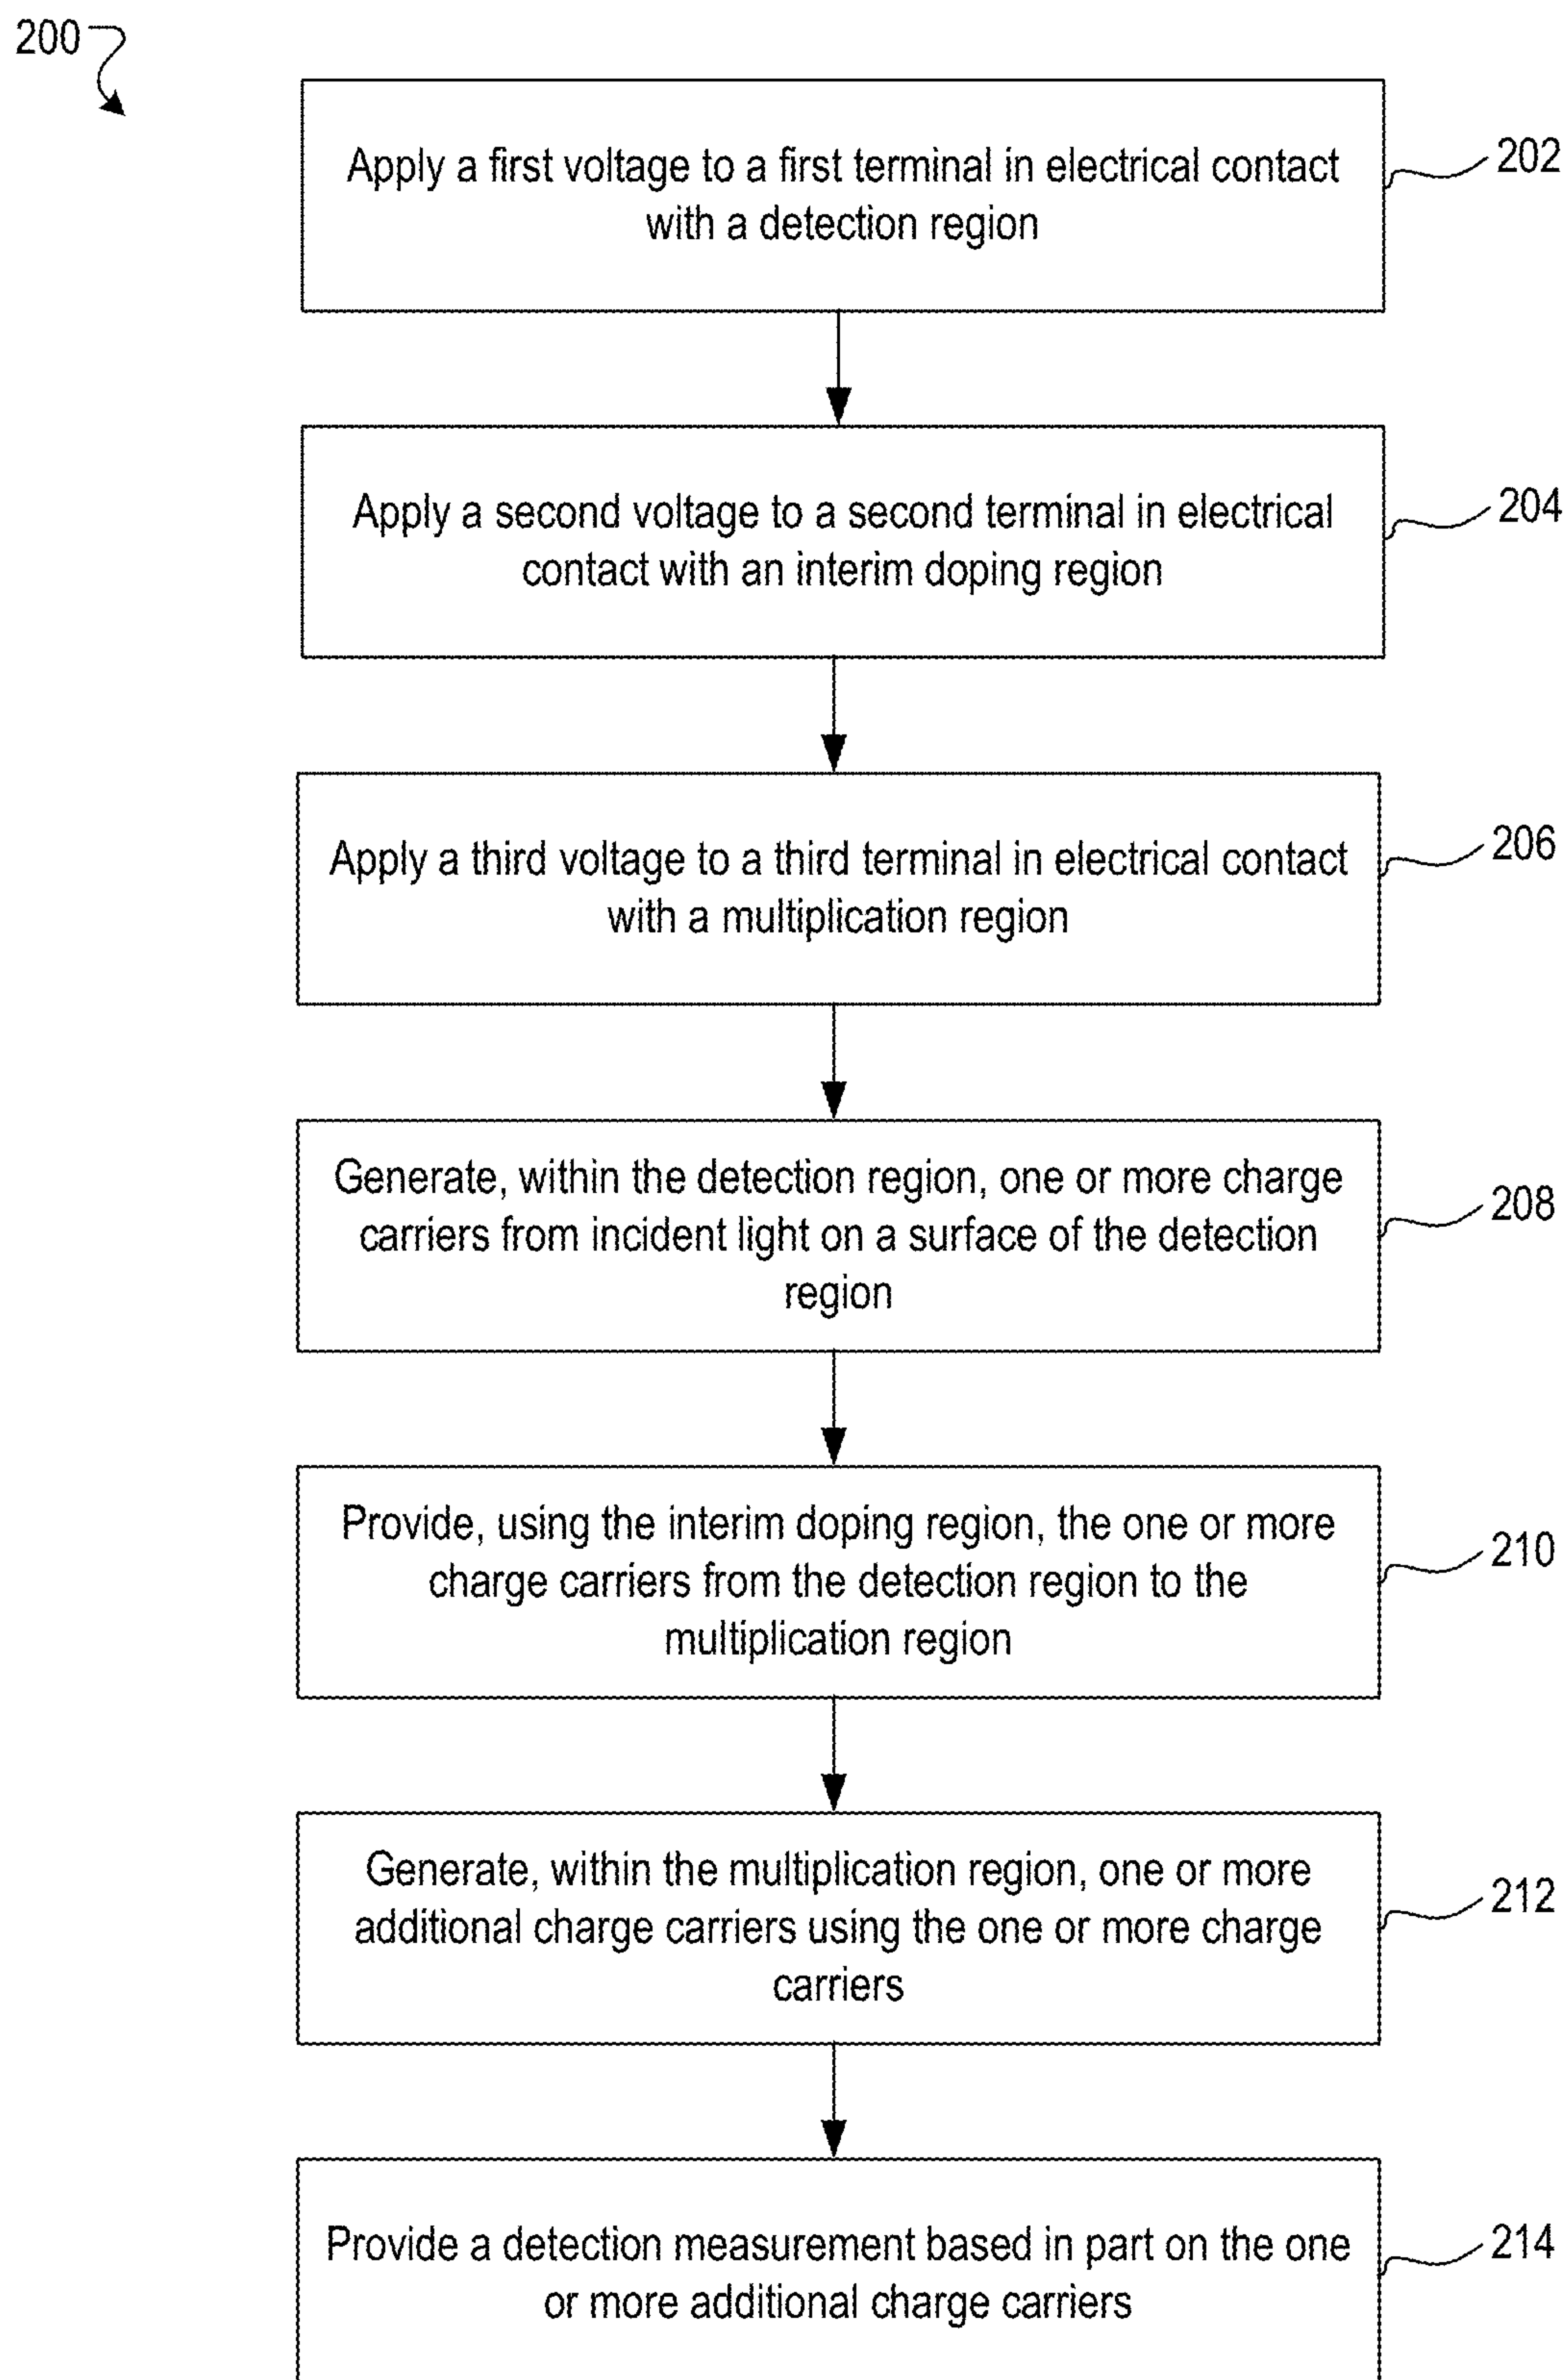 200
Apply a first voltage to a first terminal in electrical contact
with a detection region
202
Apply a second voltage to a second terminal in electrical
contact with an interim doping region
204
Apply a third voltage to a third terminal in electrical contact
with a multiplication region
206
Generate, within the detection region, one or more charge
carriers from incident light on a surface of the detection
region
208
Provide, using the interim doping region, the one or more
charge carriers from the detection region to the
multiplication region
210
Generate, within the multiplication region, one or more
additional charge carriers using the one or more charge
carriers
212
Provide a detection measurement based in part on the one
or more additional charge carriers
214